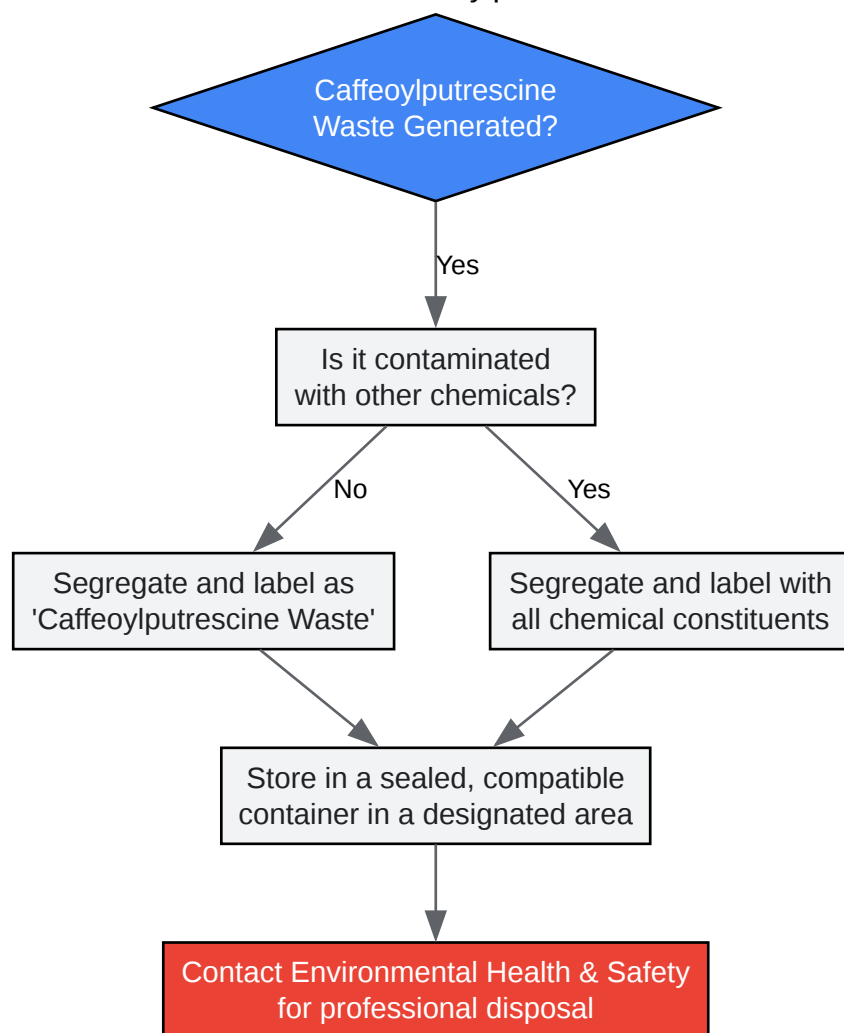 Caffeoylputrescine
Waste Generated?
Yes
Is it contaminated
with other chemicals?
No
Yes
Segregate and label as
'Caffeoylputrescine Waste'
Segregate and label with
all chemical constituents
Store in a sealed, compatible
container in a designated area
Contact Environmental Health & Safety
for professional disposal